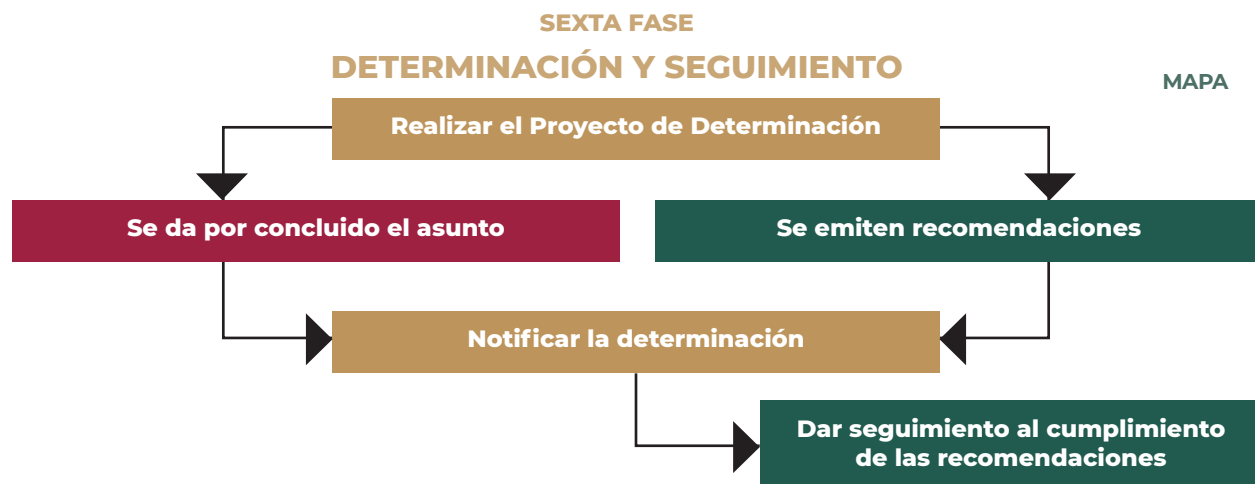 SEXTA FASE
DETERMINACIÓN Y SEGUIMIENTO
MAPA
Realizar el Proyecto de Determinación
Se da por concluido el asunto
Se emiten recomendaciones
Notificar la determinación
Dar seguimiento al cumplimiento
de las recomendaciones